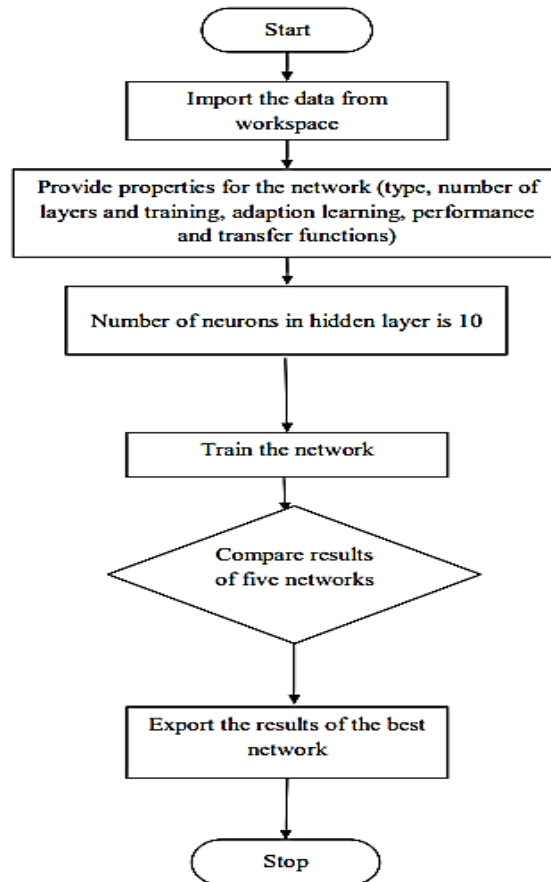 Start
Import the data from
workspace
Provide properties for the network (type, number of
layers and training, adaption learning, performance
and transfer functions)
Number of neurons in hidden layer is 10
Train the network
Compare results
of five networks
Export the results of the best
network
Stop